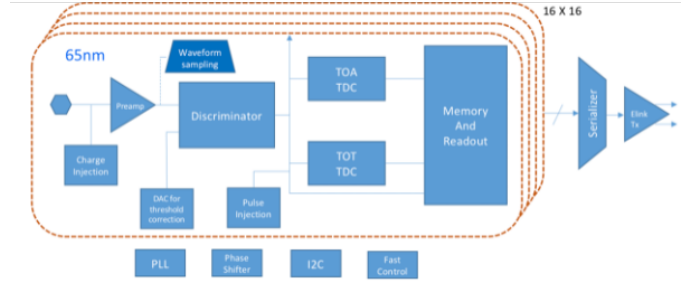 16 X 16
65nm
Waveform
sampling
TOA
TDC
Preamp
Discriminator
Memory
And
Readout
Serializer
Elink
Tx
Charge
Injection
TOT
TDC
DAC for
threshold
correction
Pulse
Injection
PLL
Phase
Shifter
I2C
Fast
Control